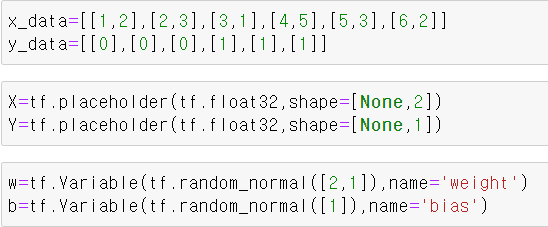 x_data=[[1,2],[2,3],[3,1],[4,5],[5,3],[6,2]]
y_data=[[0],[0],[0],[1],[1],[1]]
X=tf.placeholder(tf.float32,shape=[None,2])
Y=tf.placeholder(tf.float32,shape=[None,1])
w=tf.Variable(tf.random_normal([2,1]),name='weight')
b=tf.Variable(tf.random_normal([1]),name='bias')